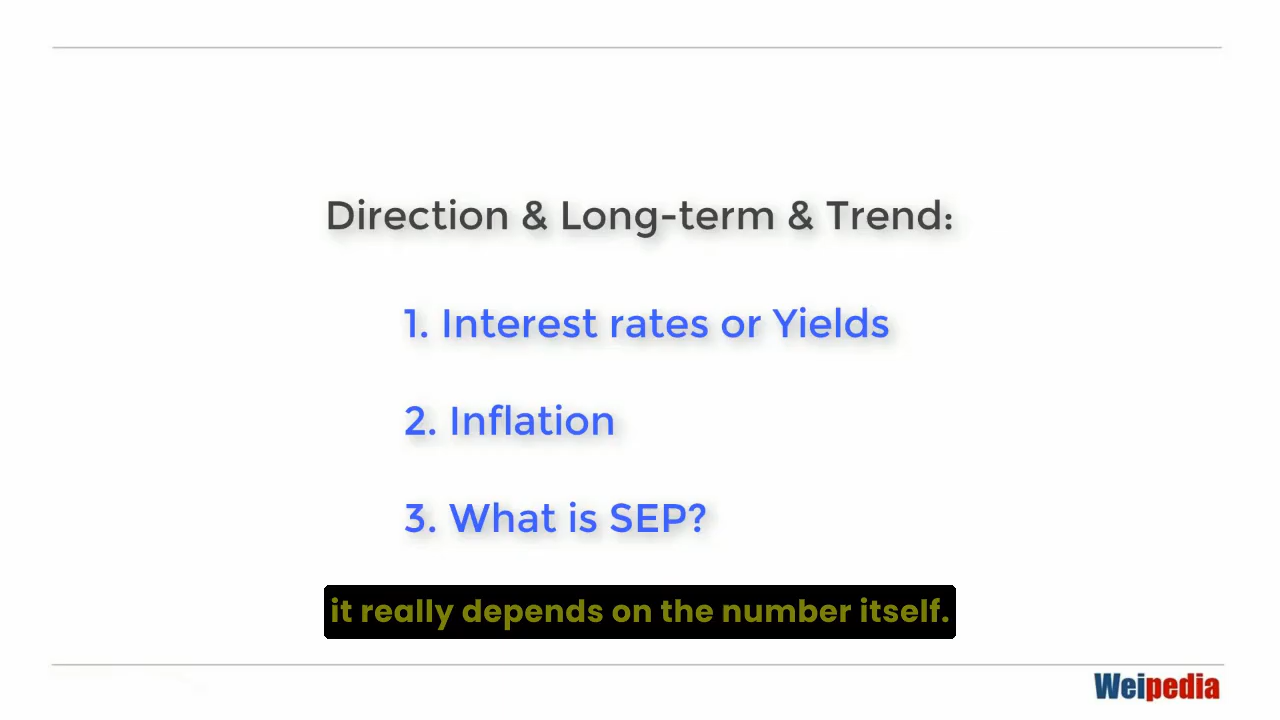 Direction & Long-term & Trend:
1. Interest rates or Yields
2. Inflation
3. What is SEP?
it really depends on the number itself.
Weipedia